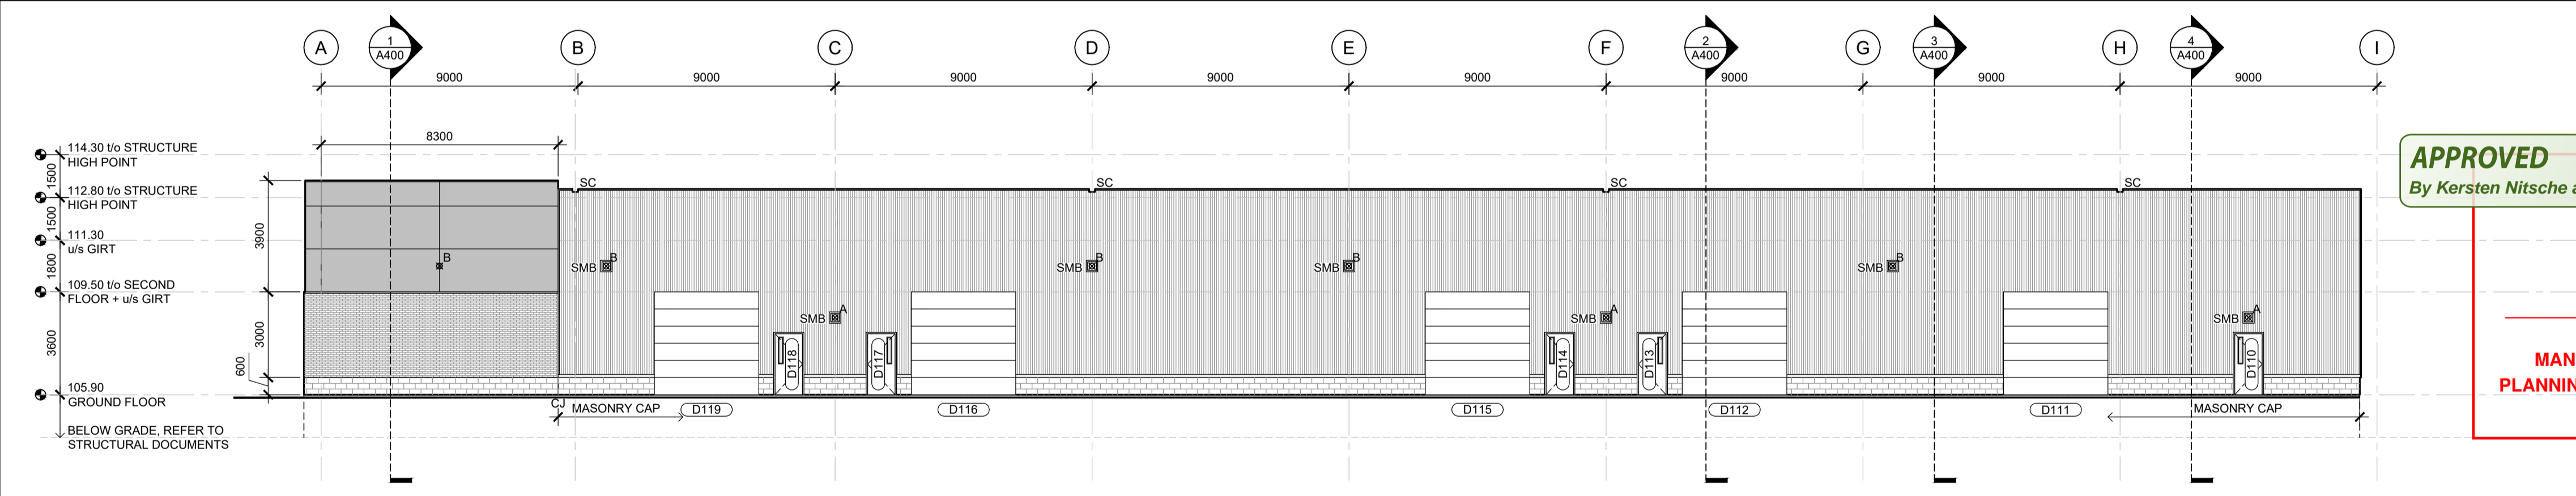 A
1
A400
B
C
D
E
F
2
A400
G
3
A400
H
4
A400
I
9000
9000
9000
9000
9000
9000
9000
9000
8300
114.30 t/o STRUCTURE
HIGH POINT
1500
112.80 t/o STRUCTURE
HIGH POINT
1500
111.30
u/s GIRT
1800
109.50 t/o SECOND
FLOOR + u/s GIRT
3600
105.90
GROUND FLOOR
BELOW GRADE, REFER TO
STRUCTURAL DOCUMENTS
3900
3000
600
SC
SC
SC
SC
B
SMB B
SMB B
SMB B
SMB B
SMB A
SMB A
SMB A
D118
D117
D114
D113
D110
CJ
MASONRY CAP
D119
D116
D115
D112
D111
MASONRY CAP
APPROVED
By Kersten Nitsche a
MAN
PLANNIN